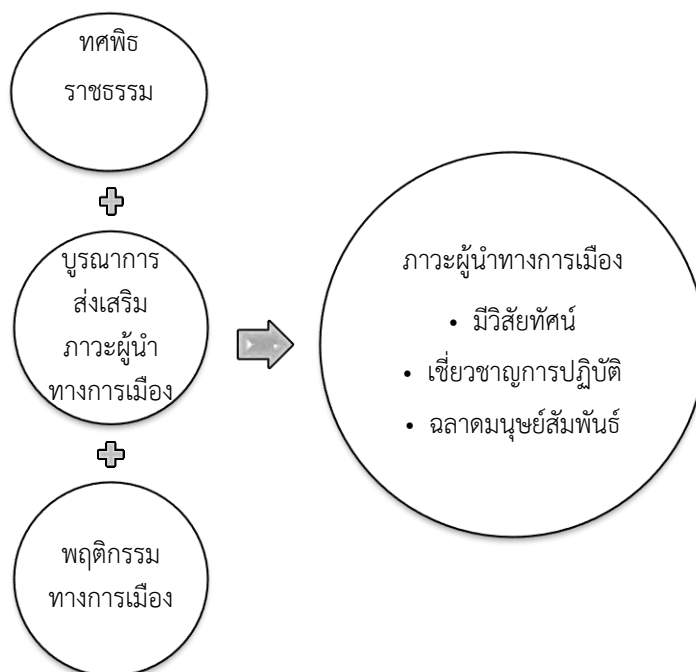 ทศพิธ
ราชธรรม
บูรณาการ
ส่งเสริม
ภาวะผู้นำ
ทางการเมือง
พฤติกรรม
ทางการเมือง
ภาวะผู้นำทางการเมือง
• มีวิสัยทัศน์
• เชี่ยวชาญการปฏิบัติ
• ฉลาดมนุษย์สัมพันธ์